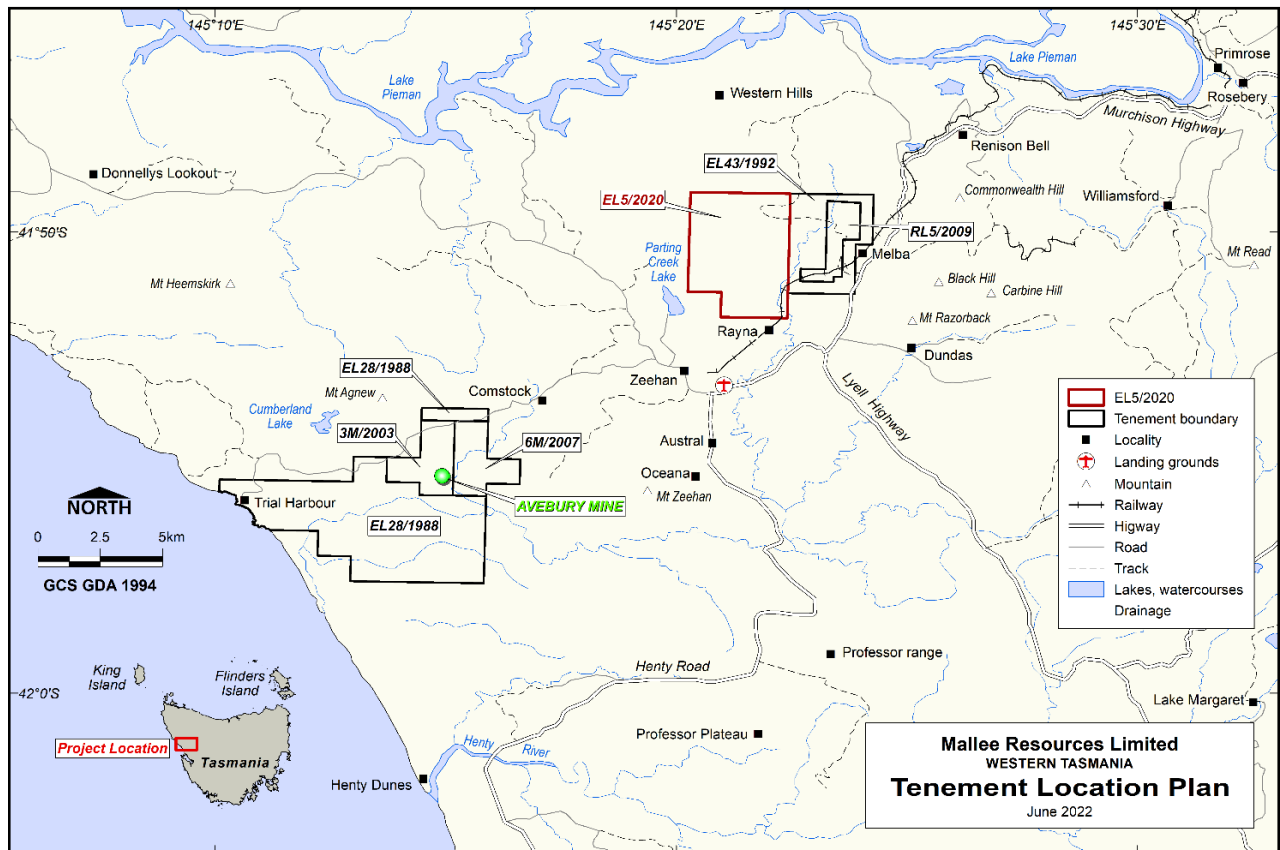 145°10'E
145°20'E
145°30'E
Lake Pieman
Primrose
Lake
Pieman
Rosebery
Western Hills
Murchison Highway
Renison Bell
EL43/1992
Donnellys Lookout
Commonwealth Hill
EL5/2020
Williamsford
41°50'S
RL5/2009
Parting
Creek
Lake
Melba
Mt Read
Mt Heemskirk
Black Hill
Carbine Hill
Mt Razorback
Rayna
Dundas
EL28/1988
Zeehan
Comstock
Mt Agnew
Lyell Highway
Cumberland
Lake
3M/2003
6M/2007
Austral
Oceana
Mt Zeehan
Trial Harbour
AVEBURY MINE
EL28/1988
EL5/2020
Tenement boundary
Locality
Landing grounds
Mountain
Railway
Higway
Road
Track
Lakes, watercourses
Drainage
NORTH
0 2.5 5km
GCS GDA 1994
Professor range
Henty Road
King
Island
Flinders
Island
42°0'S
Lake Margaret
Project Location
Tasmania
Professor Plateau
Henty River
Henty Dunes
Mallee Resources Limited
WESTERN TASMANIA
Tenement Location Plan
June 2022